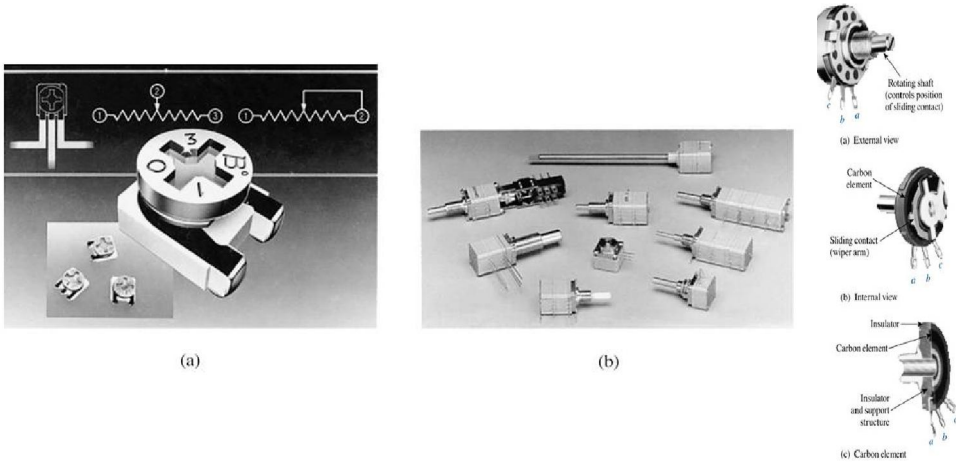 2
1
3
1
2
3
B°
0
1
(a)
(b)
c
b
a
Rotating shaft
(controls position
of sliding contact)
(a) External view
Carbon
element
Sliding contact
(wiper arm)
a
b
c
(b) Internal view
Insulator
Carbon element
Insulator
and support
structure
a
b
c
(c) Carbon element